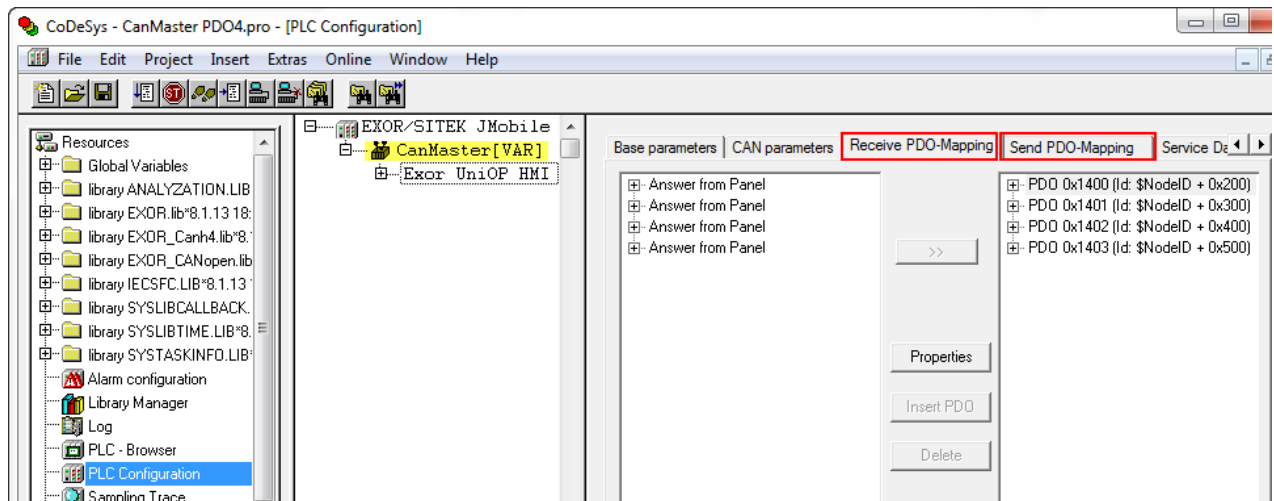 CoDeSys - CanMaster PDO4.pro - [PLC Configuration]
File Edit Project Insert Extras Online Window Help
Resources
Global Variables
library ANALYZATION.LIB
library EXOR.lib*8.1.13 18:
library EXOR_Canh4.lib*8.
library EXOR_CANopen.lib
library IECSFC.LIB*8.1.13
library SYSLIBCALLBACK.
library SYSLIBTIME.LIB*8.
library SYSTASKINFO.LIB*
Alarm configuration
Library Manager
Log
PLC - Browser
PLC Configuration
Sampling Trace
EXOR/SITEK JMobile
CanMaster[VAR]
Exor UniOP HMI
Base parameters CAN parameters Receive PDO-Mapping Send PDO-Mapping Service Da
Answer from Panel
Answer from Panel
Answer from Panel
Answer from Panel
>>
Properties
Insert PDO
Delete
PDO 0x1400 (Id: $NodeID + 0x200)
PDO 0x1401 (Id: $NodeID + 0x300)
PDO 0x1402 (Id: $NodeID + 0x400)
PDO 0x1403 (Id: $NodeID + 0x500)